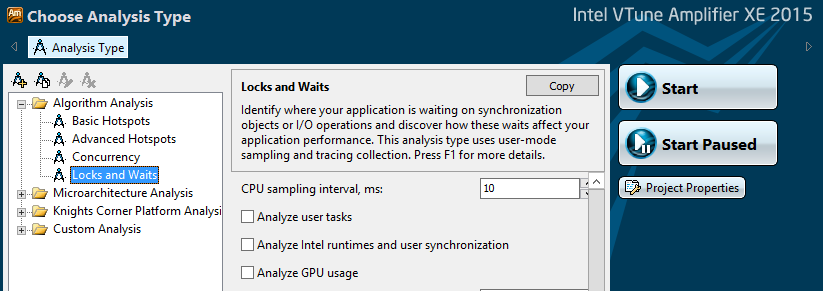 Am Choose Analysis Type
Intel VTune Amplifier XE 2015
Analysis Type
Algorithm Analysis
Basic Hotspots
Advanced Hotspots
Concurrency
Locks and Waits
Microarchitecture Analysis
Knights Corner Platform Analysi
Custom Analysis
Locks and Waits
Copy
Identify where your application is waiting on synchronization
objects or I/O operations and discover how these waits affect your
application performance. This analysis type uses user-mode
sampling and tracing collection. Press F1 for more details.
CPU sampling interval, ms:
10
Analyze user tasks
Analyze Intel runtimes and user synchronization
Analyze GPU usage
Start
Start Paused
Project Properties